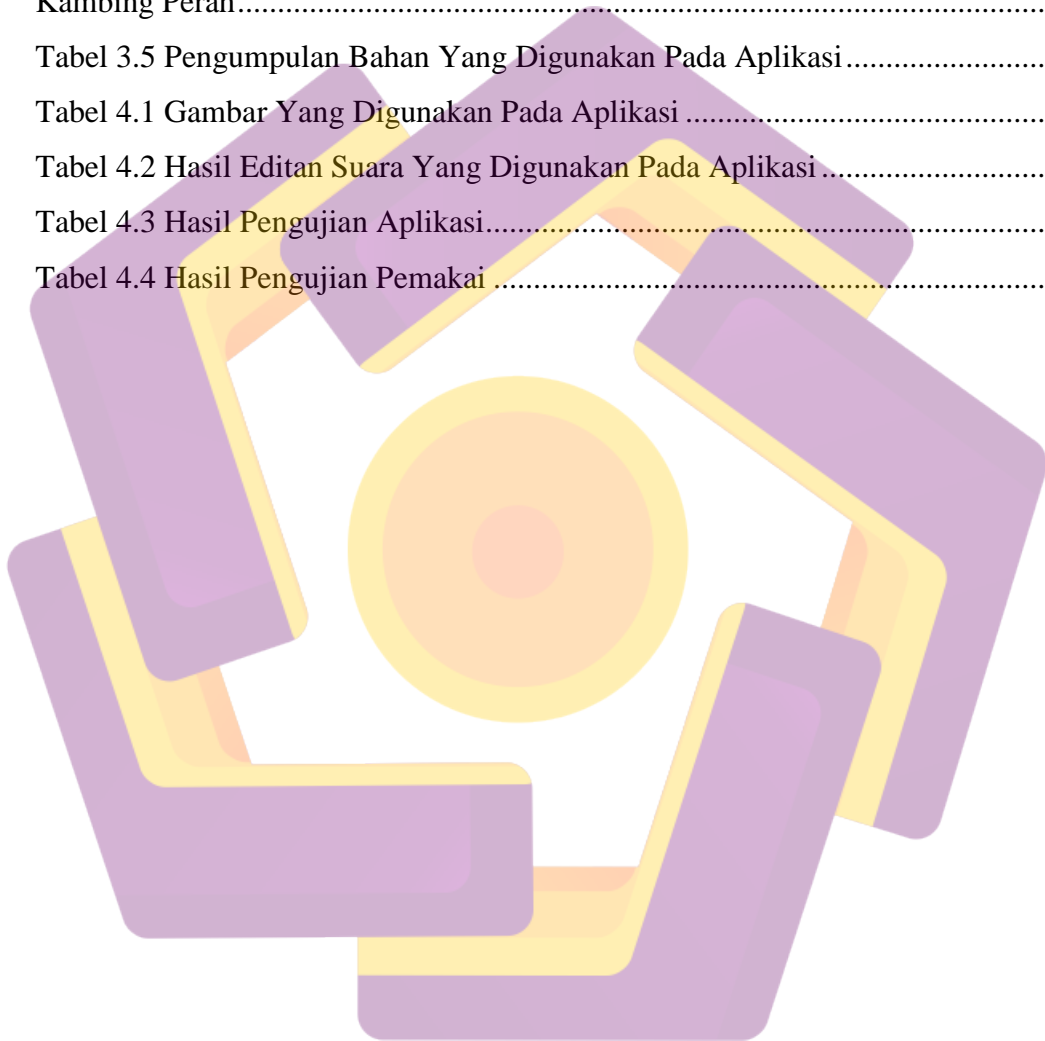 Kambing Perah..........................................................................................................
Tabel 3.5 Pengumpulan Bahan Yang Digunakan Pada Aplikasi.........................
Tabel 4.1 Gambar Yang Digunakan Pada Aplikasi .............................................
Tabel 4.2 Hasil Editan Suara Yang Digunakan Pada Aplikasi............................
Tabel 4.3 Hasil Pengujian Aplikasi......................................................................
Tabel 4.4 Hasil Pengujian Pemakai .....................................................................